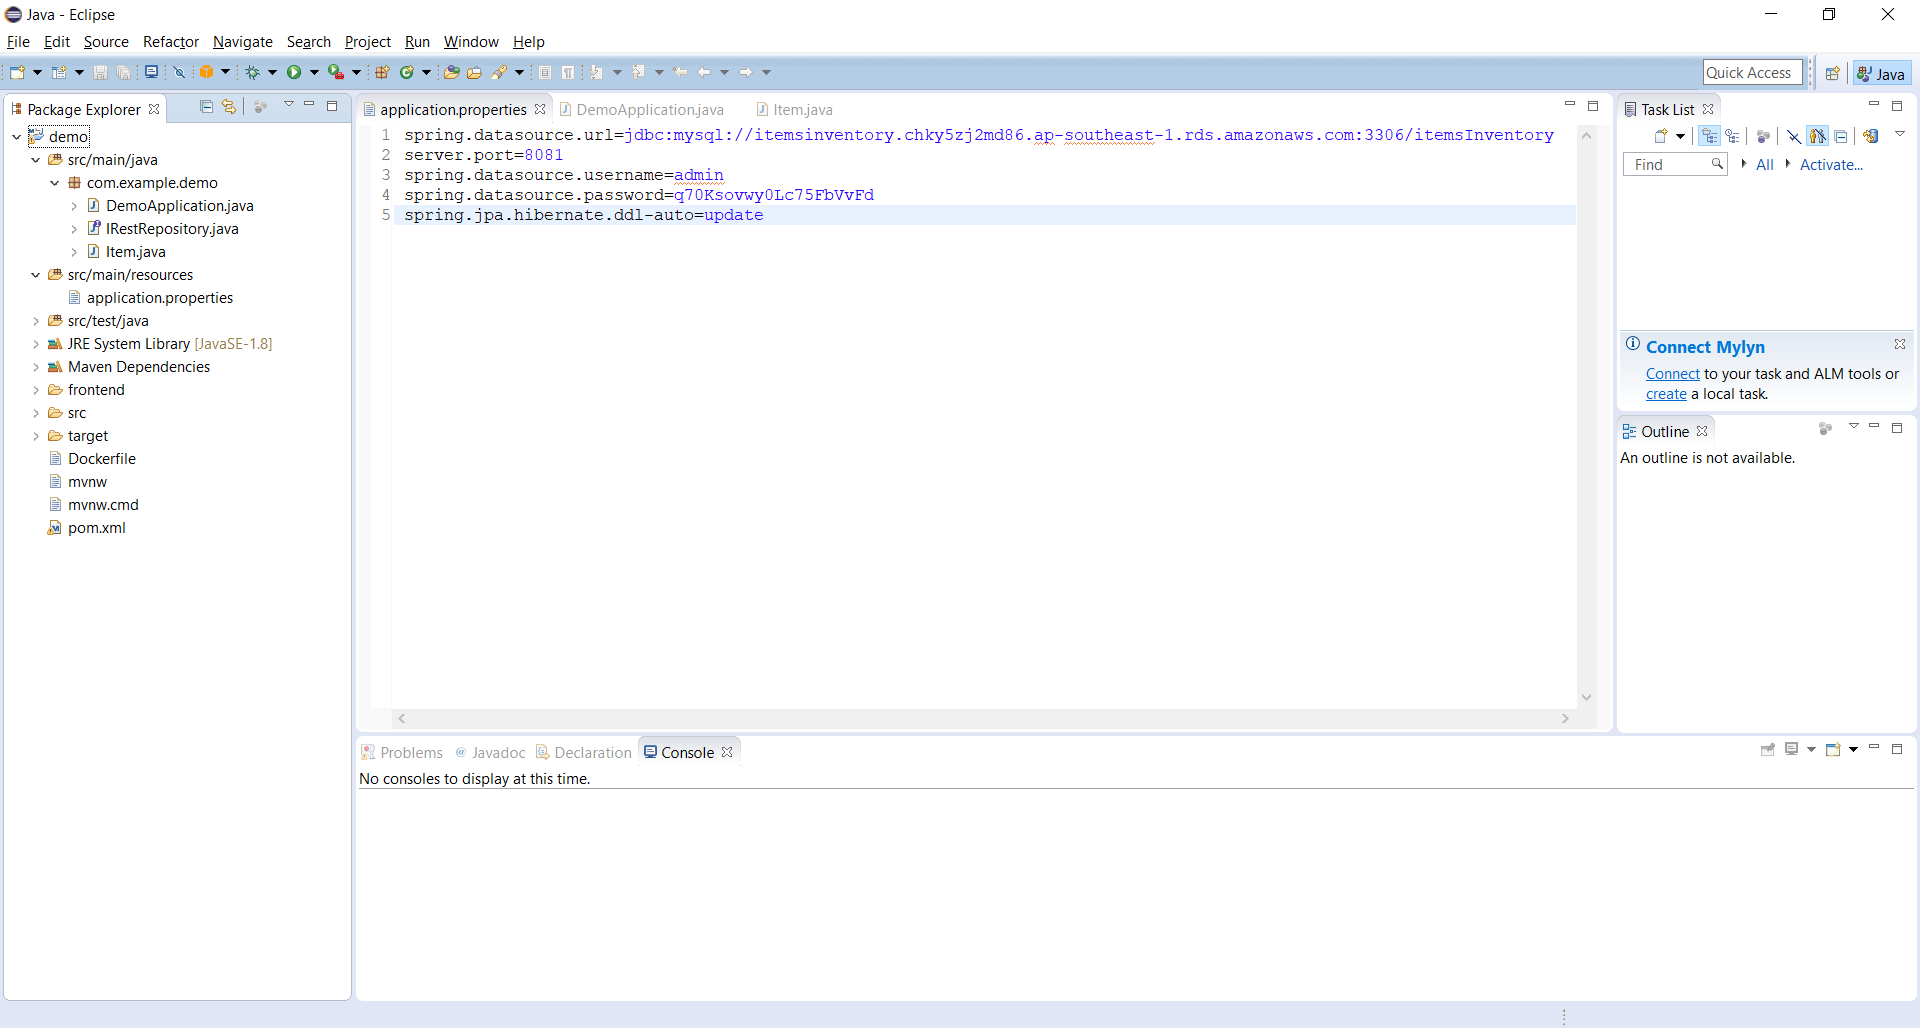 Java - Eclipse
File Edit Source Refactor Navigate Search Project Run Window Help
Quick Access
Java
Package Explorer
demo
src/main/java
com.example.demo
DemoApplication.java
IRestRepository.java
Item.java
src/main/resources
application.properties
src/test/java
JRE System Library [JavaSE-1.8]
Maven Dependencies
frontend
src
target
Dockerfile
mvnw
mvnw.cmd
pom.xml
application.properties DemoApplication.java Item.java
1 spring.datasource.url=jdbc:mysql://itemsinventory.chky5zj2md86.ap-southeast-1.rds.amazonaws.com:3306/itemsInventory
2 server.port=8081
3 spring.datasource.username=admin
4 spring.datasource.password=q70Ksovwy0Lc75FbVvFd
5 spring.jpa.hibernate.ddl-auto=update
Problems @ Javadoc Declaration Console
No consoles to display at this time.
Task List
Find All Activate...
Connect Mylyn
Connect to your task and ALM tools or
create a local task.
Outline
An outline is not available.